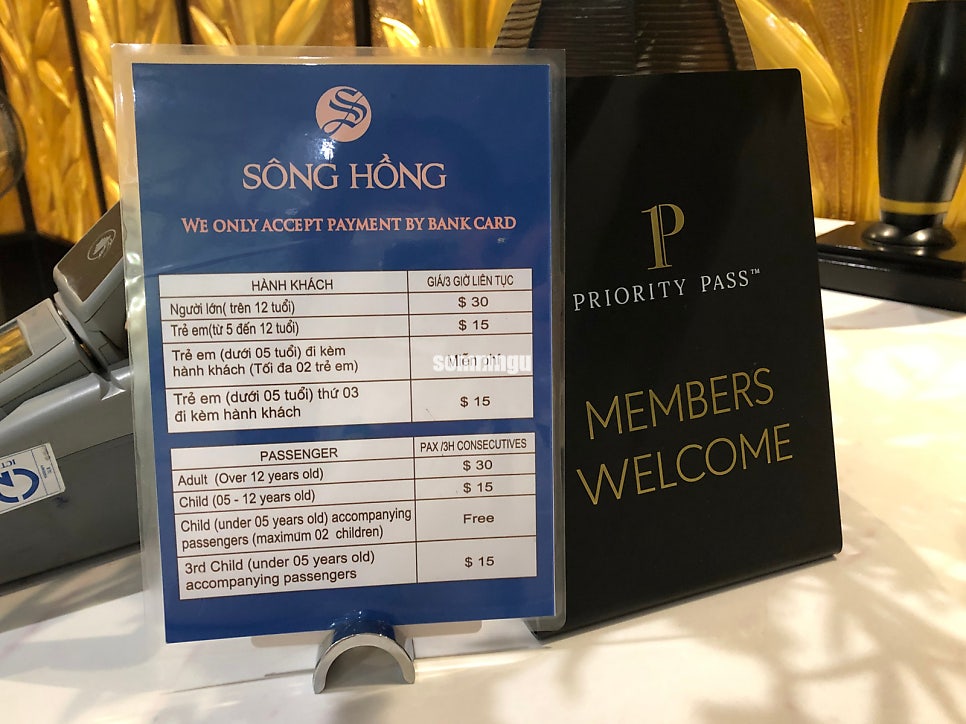 SÔNG HỒNG
WE ONLY ACCEPT PAYMENT BY BANK CARD
HÀNH KHÁCH GIÁ/3 GIỜ LIÊN TỤC
Người lớn( trên 12 tuổi) $ 30
Trẻ em(từ 5 đến 12 tuổi) $ 15
Trẻ em (dưới 05 tuổi) đi kèm
hành khách (Tối đa 02 trẻ em)
Trẻ em (dưới 05 tuổi) thứ 03
đi kèm hành khách $ 15
PASSENGER PAX /3H CONSECUTIVES
Adult (Over 12 years old) $ 30
Child (05 - 12 years old) $ 15
Child (under 05 years old) accompanying
passengers (maximum 02 children) Free
3rd Child (under 05 years old)
accompanying passengers $ 15
PRIORITY PASS™
MEMBERS
WELCOME